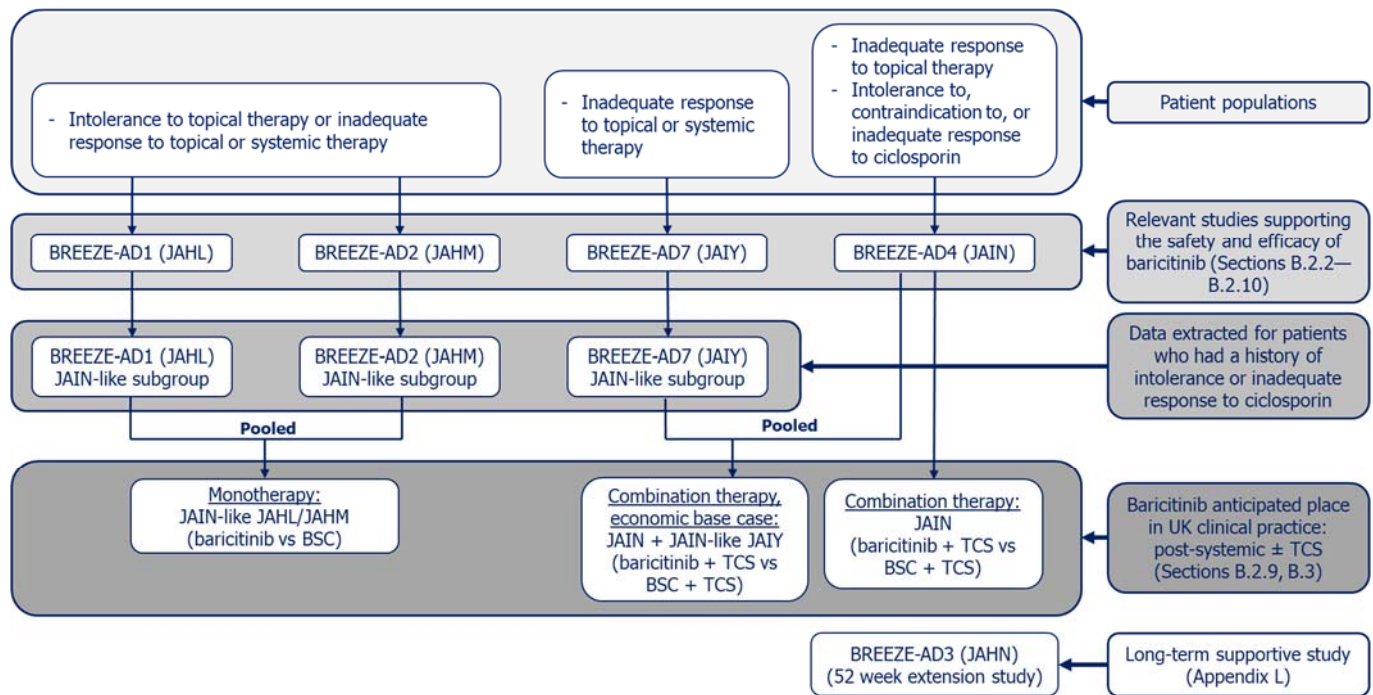 - Intolerance to topical therapy or inadequate
response to topical or systemic therapy
- Inadequate response
to topical or systemic
therapy
- Inadequate response
to topical therapy
- Intolerance to,
contraindication to, or
inadequate response
to ciclosporin
Patient populations
BREEZE-AD1 (JAHL)
BREEZE-AD2 (JAHM)
BREEZE-AD7 (JAIY)
BREEZE-AD4 (JAIN)
Relevant studies supporting
the safety and efficacy of
baricitinib (Sections B.2.2—
B.2.10)
BREEZE-AD1 (JAHL)
JAIN-like subgroup
BREEZE-AD2 (JAHM)
JAIN-like subgroup
BREEZE-AD7 (JAIY)
JAIN-like subgroup
Data extracted for patients
who had a history of
intolerance or inadequate
response to ciclosporin
Pooled
Pooled
Monotherapy:
JAIN-like JAHL/JAHM
(baricitinib vs BSC)
Combination therapy,
economic base case:
JAIN + JAIN-like JAIY
(baricitinib + TCS vs
BSC + TCS)
Combination therapy:
JAIN
(baricitinib + TCS vs
BSC + TCS)
Baricitinib anticipated place
in UK clinical practice:
post-systemic ± TCS
(Sections B.2.9, B.3)
BREEZE-AD3 (JAHN)
(52 week extension study)
Long-term supportive study
(Appendix L)